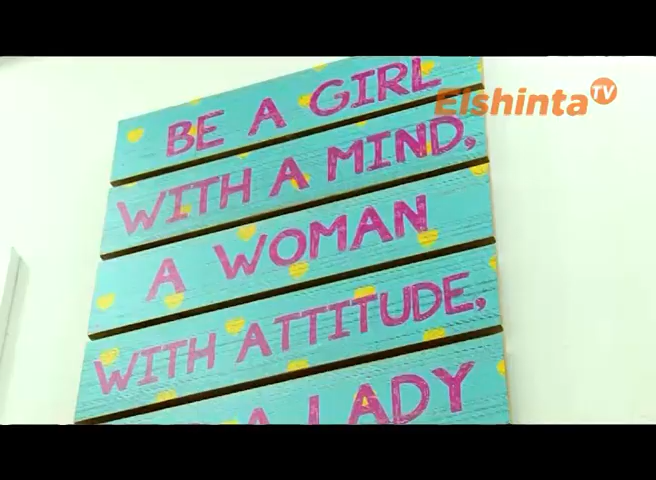 Elshinta TV
BE A GIRL
WITH A MIND,
A WOMAN
WITH ATTITUDE,
A LADY